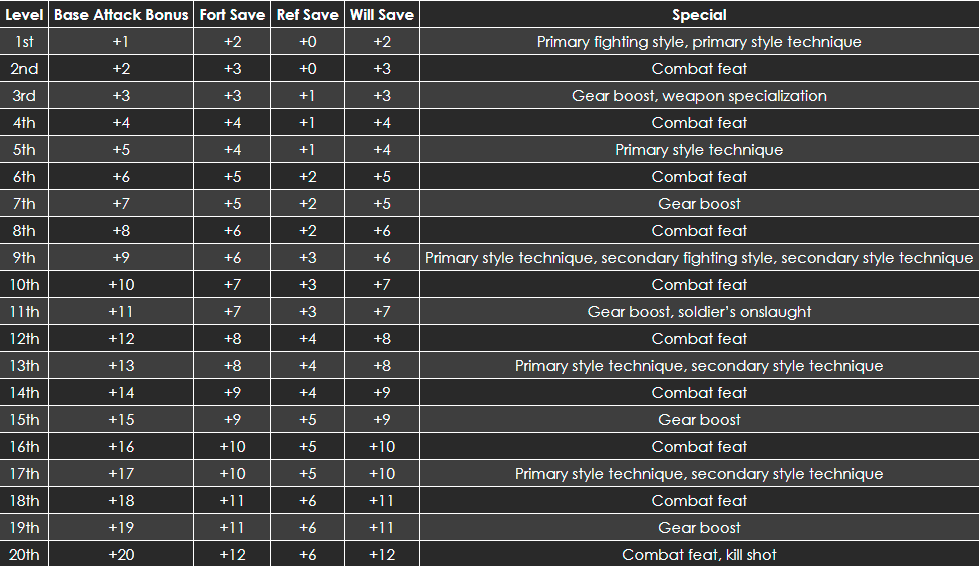 Level Base Attack Bonus Fort Save Ref Save Will Save Special
1st +1 +2 +0 +2 Primary fighting style, primary style technique
2nd +2 +3 +0 +3 Combat feat
3rd +3 +3 +1 +3 Gear boost, weapon specialization
4th +4 +4 +1 +4 Combat feat
5th +5 +4 +1 +4 Primary style technique
6th +6 +5 +2 +5 Combat feat
7th +7 +5 +2 +5 Gear boost
8th +8 +6 +2 +6 Combat feat
9th +9 +6 +3 +6 Primary style technique, secondary fighting style, secondary style technique
10th +10 +7 +3 +7 Combat feat
11th +11 +7 +3 +7 Gear boost, soldier's onslaught
12th +12 +8 +4 +8 Combat feat
13th +13 +8 +4 +8 Primary style technique, secondary style technique
14th +14 +9 +4 +9 Combat feat
15th +15 +9 +5 +9 Gear boost
16th +16 +10 +5 +10 Combat feat
17th +17 +10 +5 +10 Primary style technique, secondary style technique
18th +18 +11 +6 +11 Combat feat
19th +19 +11 +6 +11 Gear boost
20th +20 +12 +6 +12 Combat feat, kill shot